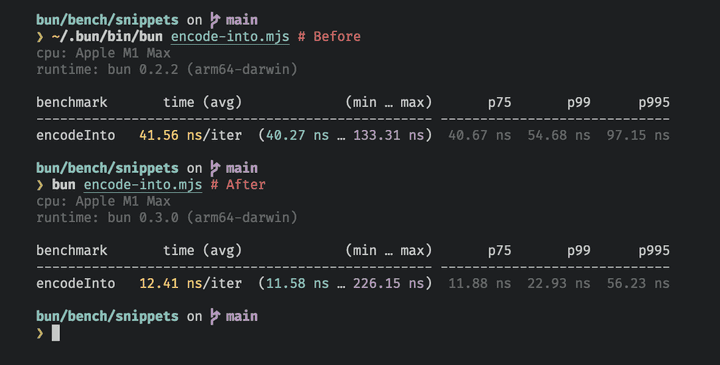 bun/bench/snippets on main
❯ ~/.bun/bin/bun encode-into.mjs # Before
cpu: Apple M1 Max
runtime: bun 0.2.2 (arm64-darwin)
benchmark time (avg) (min … max) p75 p99 p995
encodeInto 41.56 ns/iter (40.27 ns … 133.31 ns) 40.67 ns 54.68 ns 97.15 ns
bun/bench/snippets on main
❯ bun encode-into.mjs # After
cpu: Apple M1 Max
runtime: bun 0.3.0 (arm64-darwin)
benchmark time (avg) (min … max) p75 p99 p995
encodeInto 12.41 ns/iter (11.58 ns … 226.15 ns) 11.88 ns 22.93 ns 56.23 ns
bun/bench/snippets on main
❯